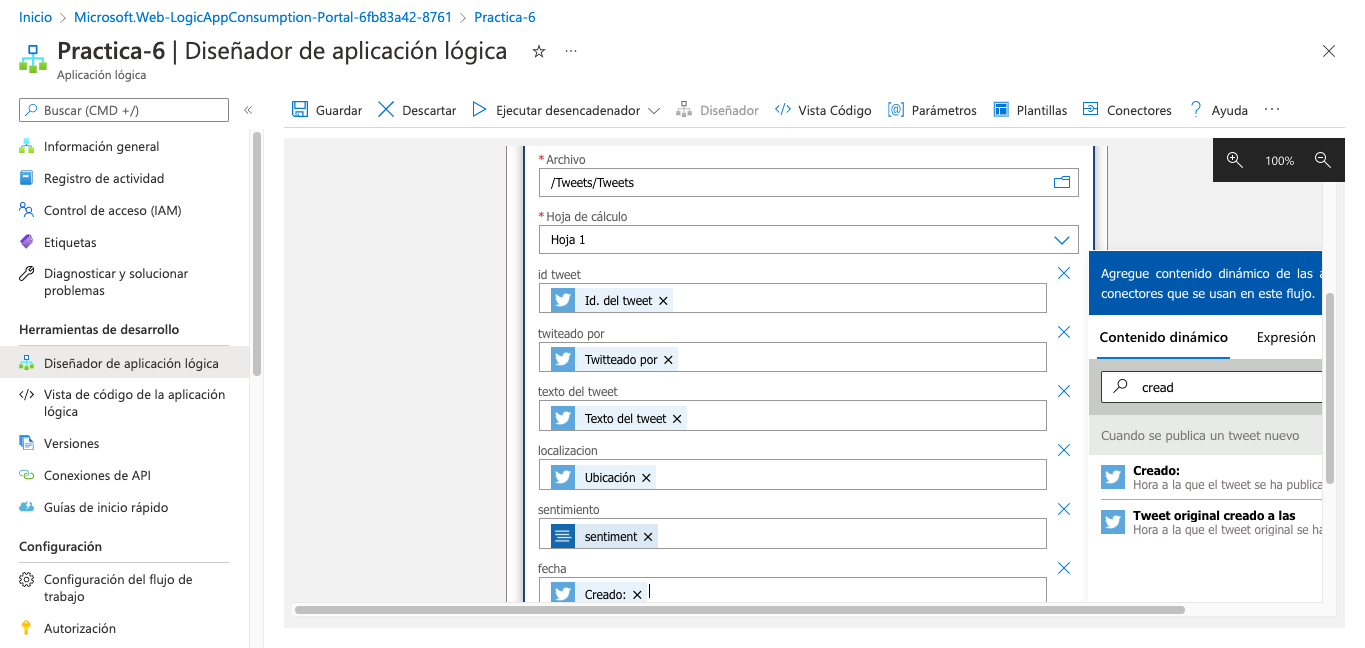 Inicio > Microsoft.Web-LogicAppConsumption-Portal-6fb83a42-8761 > Practica-6
Practica-6 | Diseñador de aplicación lógica ☆ ···
Aplicación lógica
Buscar (CMD +/)
«
Guardar Descartar Ejecutar desencadenador Diseñador Vista Código Parámetros Plantillas Conectores Ayuda ···
Información general
Registro de actividad
Control de acceso (IAM)
Etiquetas
Diagnosticar y solucionar
problemas
Herramientas de desarrollo
Diseñador de aplicación lógica
Vista de código de la aplicación
lógica
Versiones
Conexiones de API
Guías de inicio rápido
Configuración
Configuración del flujo de
trabajo
Autorización
100%
* Archivo
/Tweets/Tweets
* Hoja de cálculo
Hoja 1
id tweet
Id. del tweet ×
twiteado por
Twitteado por ×
texto del tweet
Texto del tweet ×
localizacion
Ubicación ×
sentimiento
sentiment ×
fecha
Creado: ×
Agregue contenido dinámico de las a
conectores que se usan en este flujo.
Contenido dinámico Expresión
cread
Cuando se publica un tweet nuevo
Creado:
Hora a la que el tweet se ha publica
Tweet original creado a las
Hora a la que el tweet original se ha